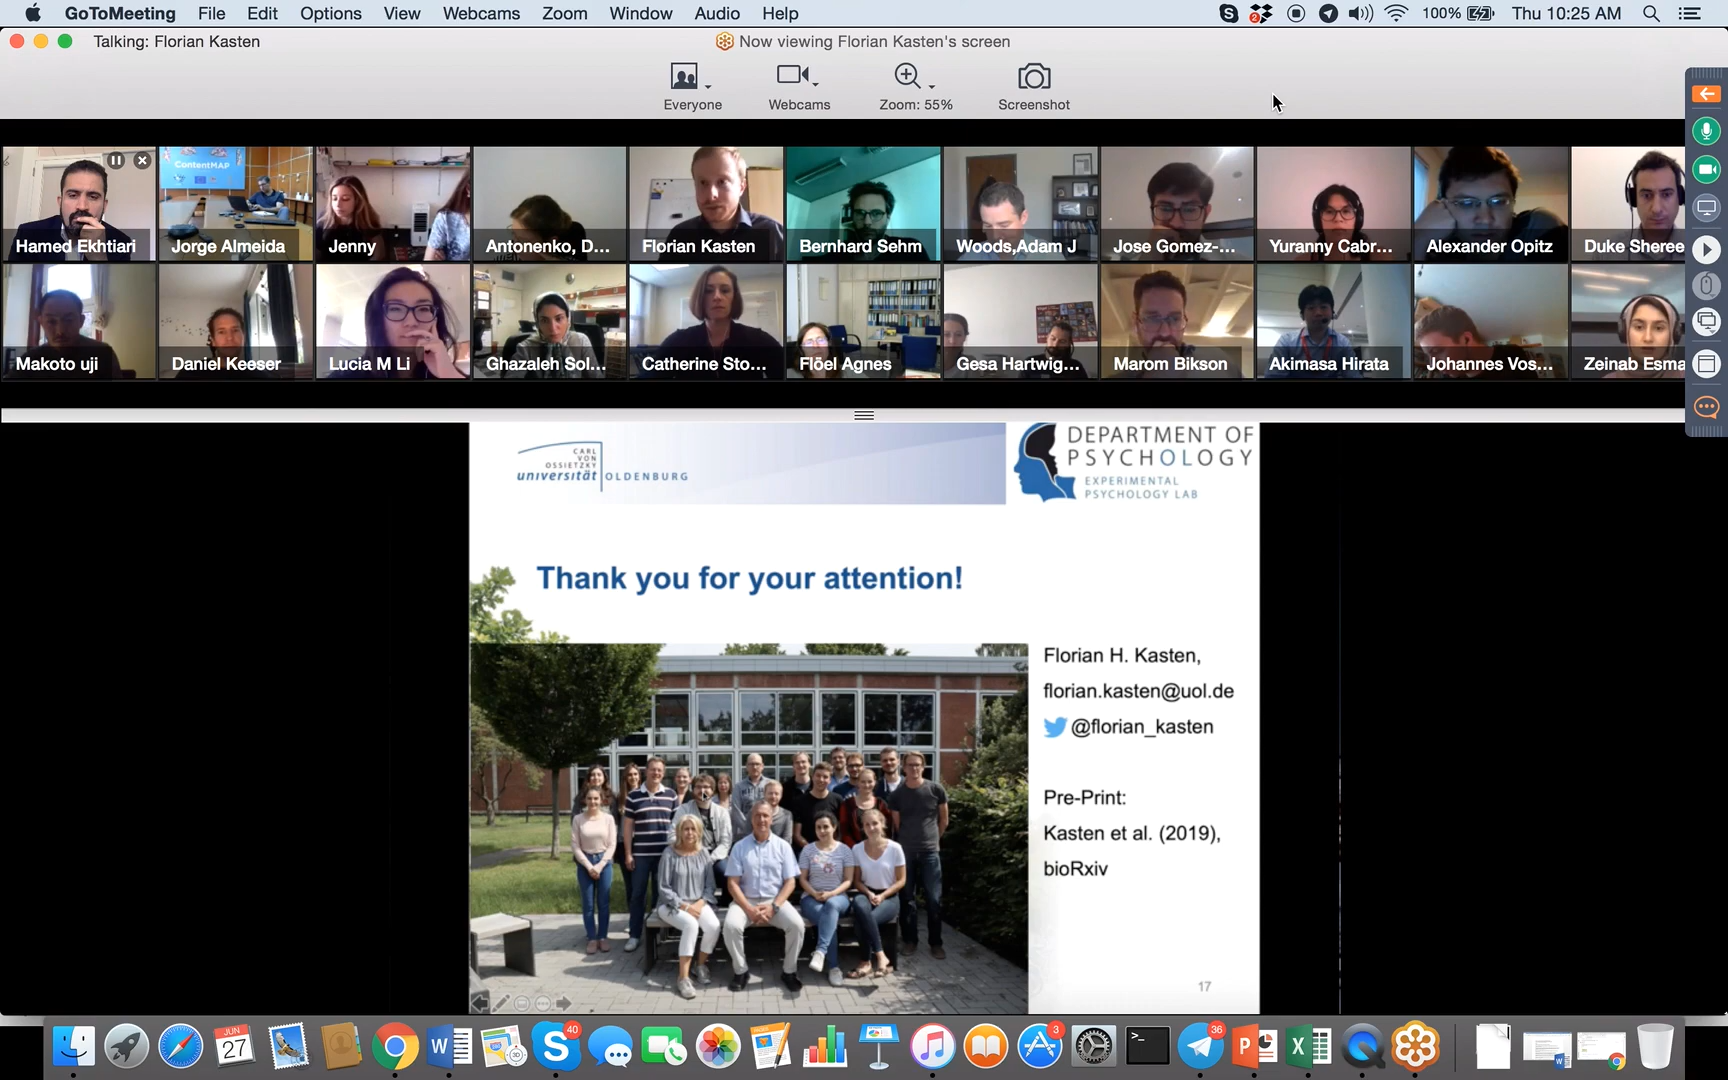 GoToMeeting File Edit Options View Webcams Zoom Window Audio Help 2 100% Thu 10:25 AM
Talking: Florian Kasten
Now viewing Florian Kasten's screen
Everyone Webcams Zoom: 55% Screenshot
ContentMAP
Hamed Ekhtiari Jorge Almeida Jenny Antonenko, D... Florian Kasten Bernhard Sehm Woods,Adam J Jose Gomez-... Yuranny Cabr... Alexander Opitz Duke Sheree
Makoto uji Daniel Keeser Lucia M Li Ghazaleh Sol... Catherine Sto... Flöel Agnes Gesa Hartwig... Marom Bikson Akimasa Hirata Johannes Vos... Zeinab Esma
CARL
VON
OSSIETZKY
universität OLDENBURG
DEPARTMENT OF
PSYCHOLOGY
EXPERIMENTAL
PSYCHOLOGY LAB
Thank you for your attention!
Florian H. Kasten,
florian.kasten@uol.de
@florian_kasten
Pre-Print:
Kasten et al. (2019),
bioRxiv
17
JUN
27
W
3D
S
40
3
>_
36
P
X